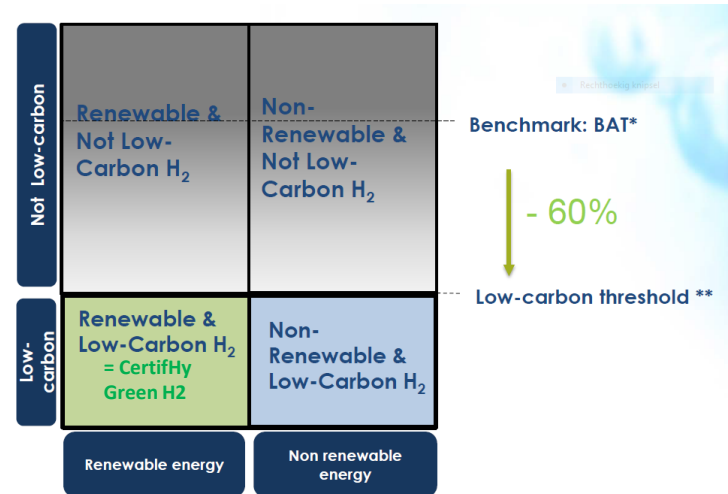 Not Low-carbon
Renewable &
Not Low-
Carbon H₂
Non-
Renewable &
Not Low-
Carbon H₂
Rechthoekig knipsel
Benchmark: BAT*
- 60%
Low-carbon threshold **
Low-
carbon
Renewable &
Low-Carbon H₂
= CertifHy
Green H2
Non-
Renewable &
Low-Carbon H₂
Renewable energy
Non renewable
energy